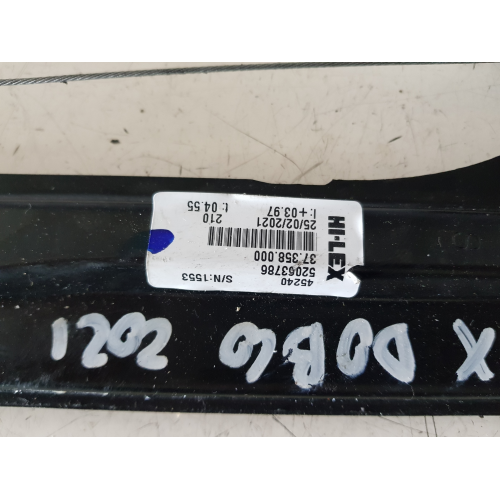 X DOBLO 2021
HI-LEX
45240 S/N:1553
52063786
37.358.000
25/02/2021 210
I:+03.97 t: 04.55